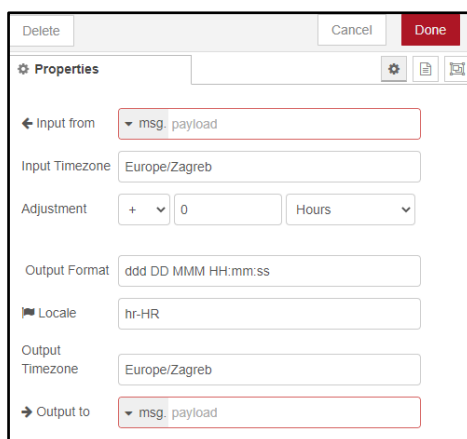 Delete Cancel Done
Properties
Input from msg. payload
Input Timezone Europe/Zagreb
Adjustment + 0 Hours
Output Format ddd DD MMM HH:mm:ss
Locale hr-HR
Output
Timezone Europe/Zagreb
Output to msg. payload